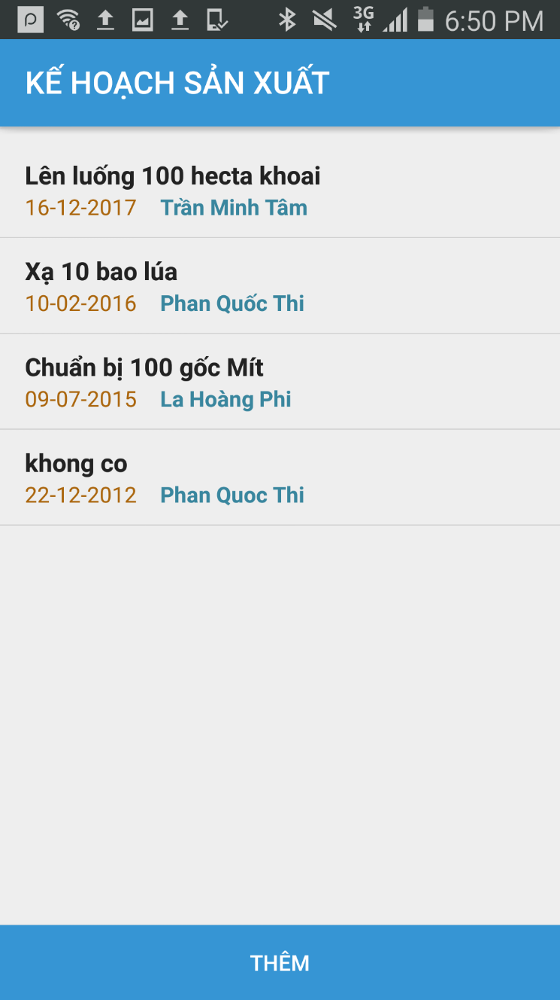 3G 6:50 PM
KẾ HOẠCH SẢN XUẤT
Lên luống 100 hecta khoai
16-12-2017 Trần Minh Tâm
Xạ 10 bao lúa
10-02-2016 Phan Quốc Thi
Chuẩn bị 100 gốc Mít
09-07-2015 La Hoàng Phi
khong co
22-12-2012 Phan Quoc Thi
THÊM